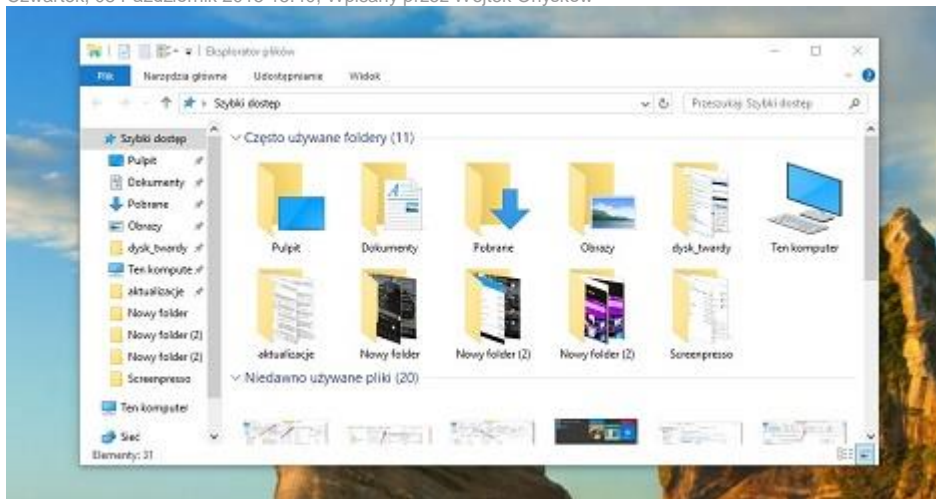 Eksplorator plików
Plik Narzędzia główne Udostępnianie Widok
Szybki dostęp
Przeszukaj: Szybki dostęp
Szybki dostęp
Pulpit
Dokumenty
Pobrane
Obrazy
dysk_twardy
Ten kompute
aktualizacje
Nowy folder
Nowy folder (2)
Nowy folder (2)
Screenpresso
Ten komputer
Sieć
Często używane foldery (11)
Pulpit Dokumenty Pobrane Obrazy dysk_twardy Ten komputer
aktualizacje Nowy folder Nowy folder (2) Nowy folder (2) Screenpresso
Niedawno używane pliki (20)
Elementy: 31